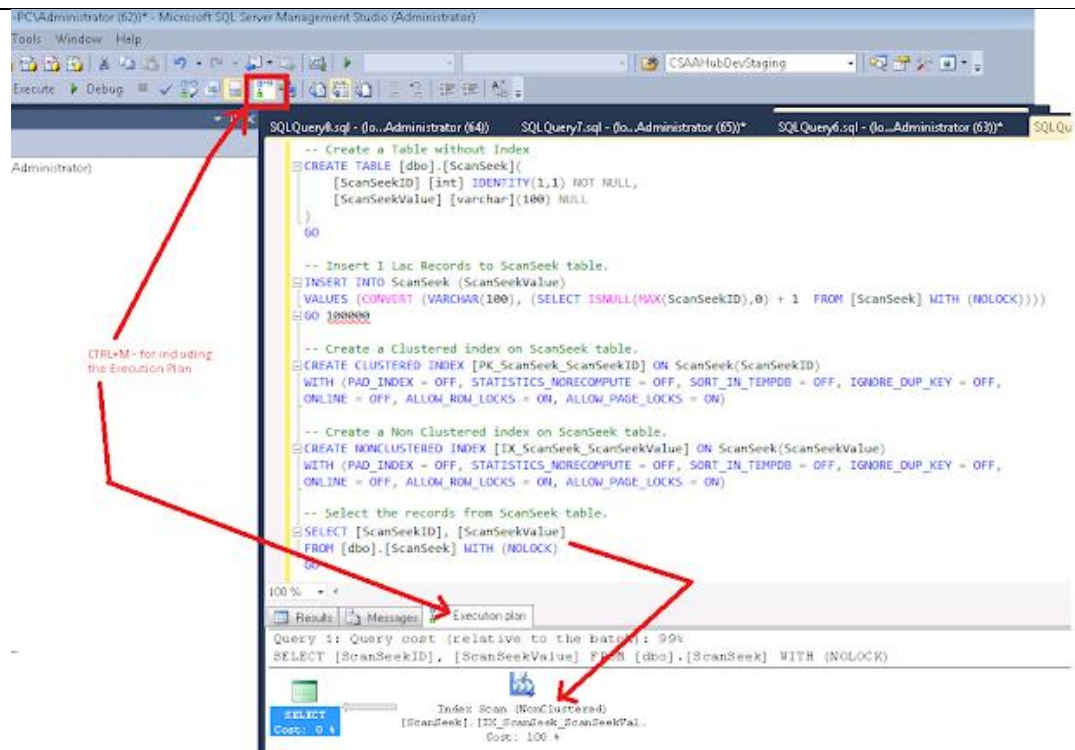 -PC\Administrator (62))* - Microsoft SQL Server Management Studio (Administrator)
Tools Window Help
CSAAHubDevStaging
Execute Debug
SQLQuery8.sql - (lo...Administrator (64)) SQLQuery7.sql - (lo...Administrator (65))* SQLQuery6.sql - (lo...Administrator (63))* SQLQu
Administrator)
-- Create a Table without Index
CREATE TABLE [dbo].[ScanSeek](
[ScanSeekID] [int] IDENTITY(1,1) NOT NULL,
[ScanSeekValue] [varchar](100) NULL
)
GO
-- Insert 1 Lac Records to ScanSeek table.
INSERT INTO ScanSeek (ScanSeekValue)
VALUES (CONVERT (VARCHAR(100), (SELECT ISNULL(MAX(ScanSeekID),0) + 1 FROM [ScanSeek] WITH (NOLOCK))))
GO 100000
CTRL+M - for including
the Execution Plan
-- Create a Clustered index on ScanSeek table.
CREATE CLUSTERED INDEX [PK_ScanSeek_ScanSeekID] ON ScanSeek(ScanSeekID)
WITH (PAD_INDEX = OFF, STATISTICS_NORECOMPUTE = OFF, SORT_IN_TEMPDB = OFF, IGNORE_DUP_KEY = OFF,
ONLINE = OFF, ALLOW_ROW_LOCKS = ON, ALLOW_PAGE_LOCKS = ON)
-- Create a Non Clustered index on ScanSeek table.
CREATE NONCLUSTERED INDEX [IX_ScanSeek_ScanSeekValue] ON ScanSeek(ScanSeekValue)
WITH (PAD_INDEX = OFF, STATISTICS_NORECOMPUTE = OFF, SORT_IN_TEMPDB = OFF, IGNORE_DUP_KEY = OFF,
ONLINE = OFF, ALLOW_ROW_LOCKS = ON, ALLOW_PAGE_LOCKS = ON)
-- Select the records from ScanSeek table.
SELECT [ScanSeekID], [ScanSeekValue]
FROM [dbo].[ScanSeek] WITH (NOLOCK)
GO
100 %
Results Messages Execution plan
Query 1: Query cost (relative to the batch): 99%
SELECT [ScanSeekID], [ScanSeekValue] FROM [dbo].[ScanSeek] WITH (NOLOCK)
SELECT
Cost: 0 %
Index Scan (NonClustered)
[ScanSeek].[IX_ScanSeek_ScanSeekVal…
Cost: 100 %